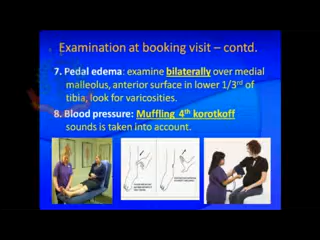 Examination at booking visit – contd.
7. Pedal edema: examine bilaterally over medial
malleolus, anterior surface in lower 1/3rd of
tibia, look for varicosities.
8. Blood pressure: Muffling 4th korotkoff
sounds is taken into account.